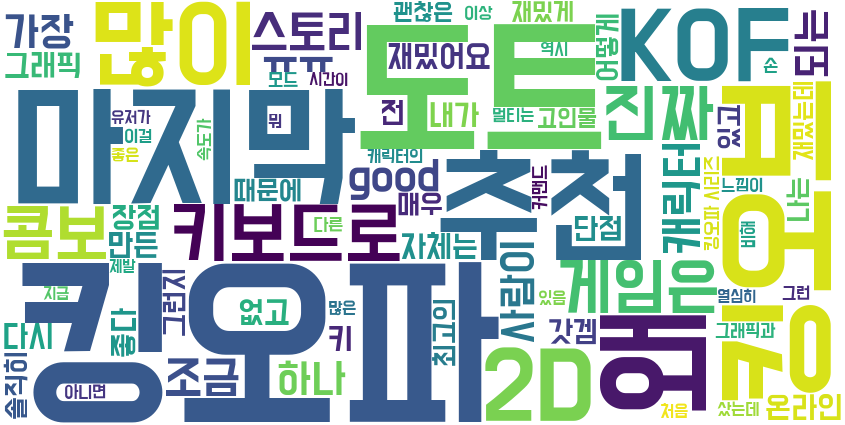 가장
많이
스토리
괜찮은
이상
재밌게
그래픽
ㅠㅠ
재밌어요
역시
어떻게
KOF
손
극도
모드
시간이
도트
마지막
유저가
이걸
좋은
뭐
속도가
전
내가
멀티는
고인물
진짜
있고
재밌는데
캐릭터의
때문에
good
매우
추천
커맨드
캐릭터
킹오파
시리즈
느낌이
나는
콤보
장점
만든
제발
키보드로
다른
자체는
단점
비해
킹오브
지금
그런지
없고
많은
킹오파
최고의
사람이
있음
게임은
열심히
그런
다시
좋다
조금
하나
키
갓겜
왜
그래픽과
솔직히
아니면
2D
처음
샀는데
온라인